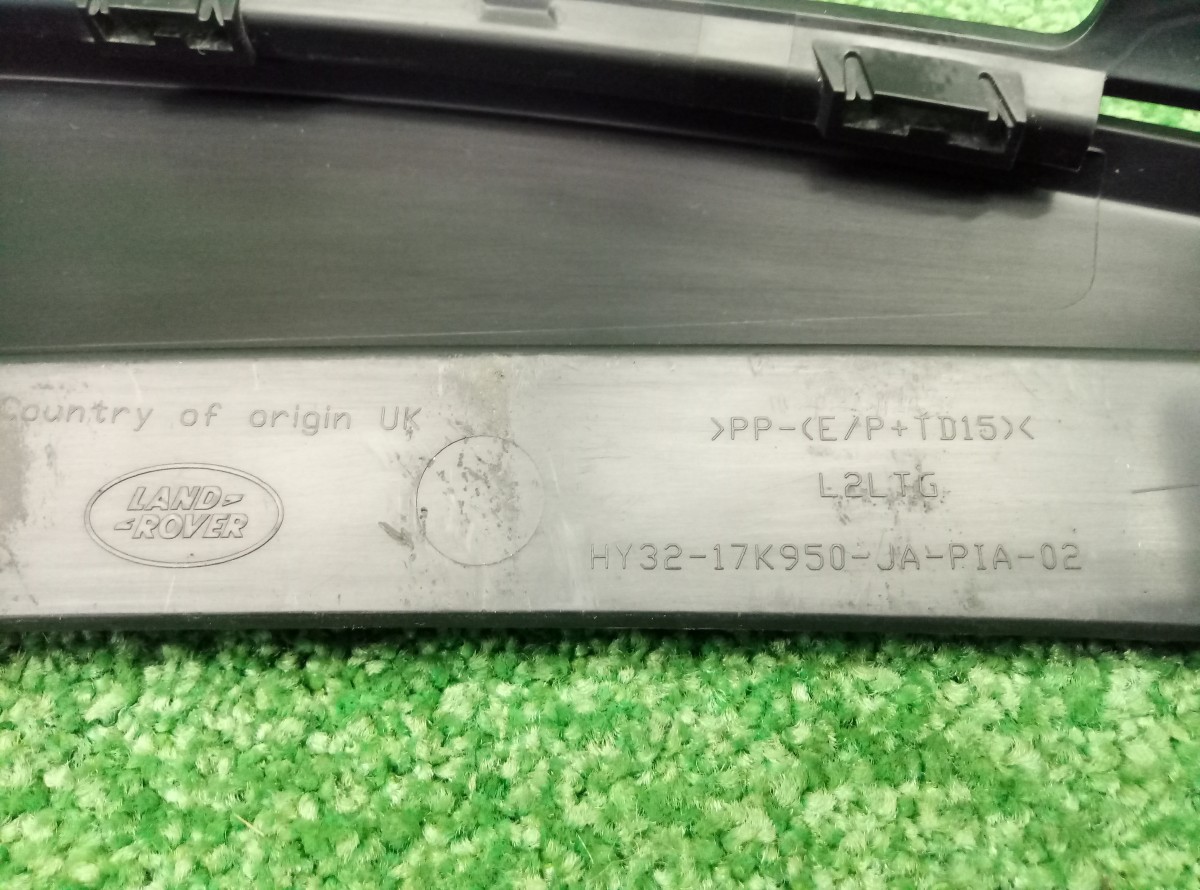 Country of origin UK
LAND-
-ROVER
>PP-(E/P+TD15)<
L2LTG
HY32-17K950-JA-PIA-02